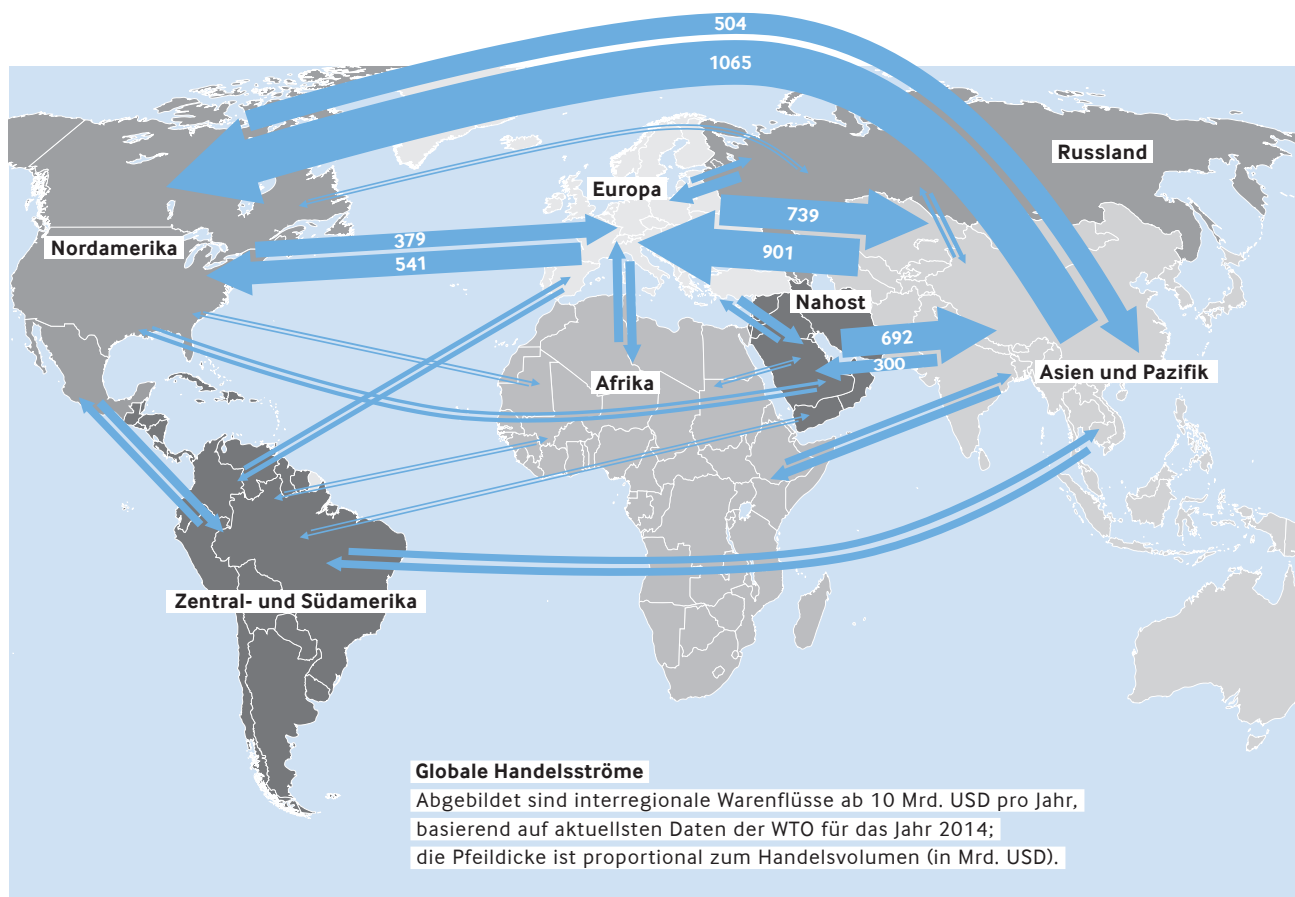 504
1065
Russland
Europa
739
Nordamerika
379
541
901
Nahost
692
300
Afrika
Asien und Pazifik
Zentral- und Südamerika
Globale Handelsströme
Abgebildet sind interregionale Warenflüsse ab 10 Mrd. USD pro Jahr,
basierend auf aktuellsten Daten der WTO für das Jahr 2014;
die Pfeildicke ist proportional zum Handelsvolumen (in Mrd. USD).